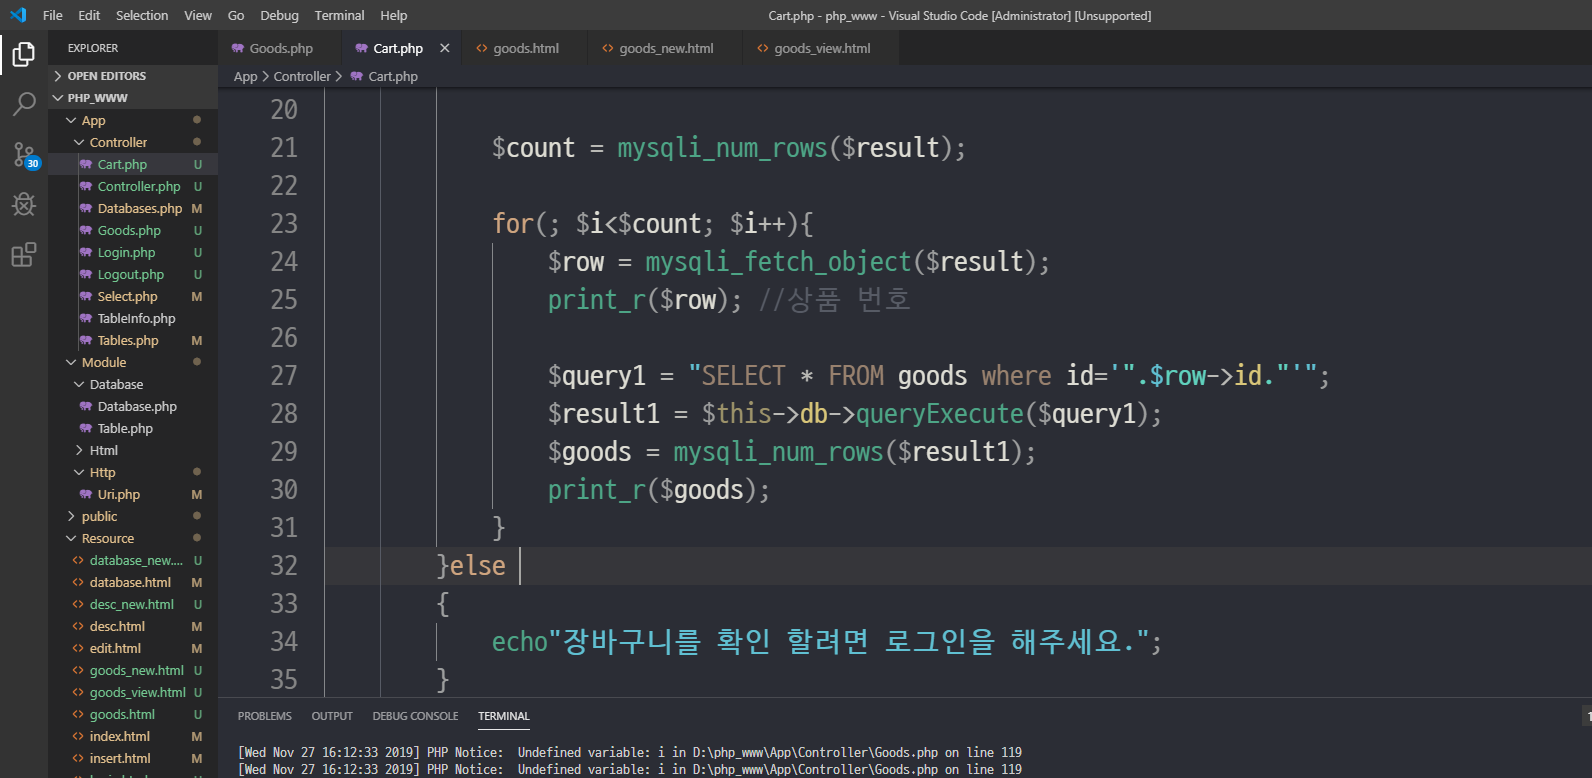 File Edit Selection View Go Debug Terminal Help
Cart.php - php_www - Visual Studio Code [Administrator] [Unsupported]
EXPLORER
OPEN EDITORS
PHP_WWW
App
Controller
Cart.php U
Controller.php U
Databases.php M
Goods.php U
Login.php U
Logout.php U
Select.php M
TableInfo.php
Tables.php M
Module
Database
Database.php
Table.php
Html
Http
Uri.php M
public
Resource
database_new.... U
database.html M
desc_new.html U
desc.html M
edit.html M
goods_new.html U
goods_view.html U
goods.html U
index.html M
insert.html M
30
Goods.php Cart.php goods.html goods_new.html goods_view.html
App > Controller > Cart.php
20
21 $count = mysqli_num_rows($result);
22
23 for(; $i<$count; $i++){
24 $row = mysqli_fetch_object($result);
25 print_r($row); //상품 번호
26
27 $query1 = "SELECT * FROM goods where id='".$row->id."'";
28 $result1 = $this->db->queryExecute($query1);
29 $goods = mysqli_num_rows($result1);
30 print_r($goods);
31 }
32 }else
33 {
34 echo"장바구니를 확인 할려면 로그인을 해주세요.";
35 }
PROBLEMS OUTPUT DEBUG CONSOLE TERMINAL
[Wed Nov 27 16:12:33 2019] PHP Notice:  Undefined variable: i in D:\php_www\App\Controller\Goods.php on line 119
[Wed Nov 27 16:12:33 2019] PHP Notice:  Undefined variable: i in D:\php_www\App\Controller\Goods.php on line 119